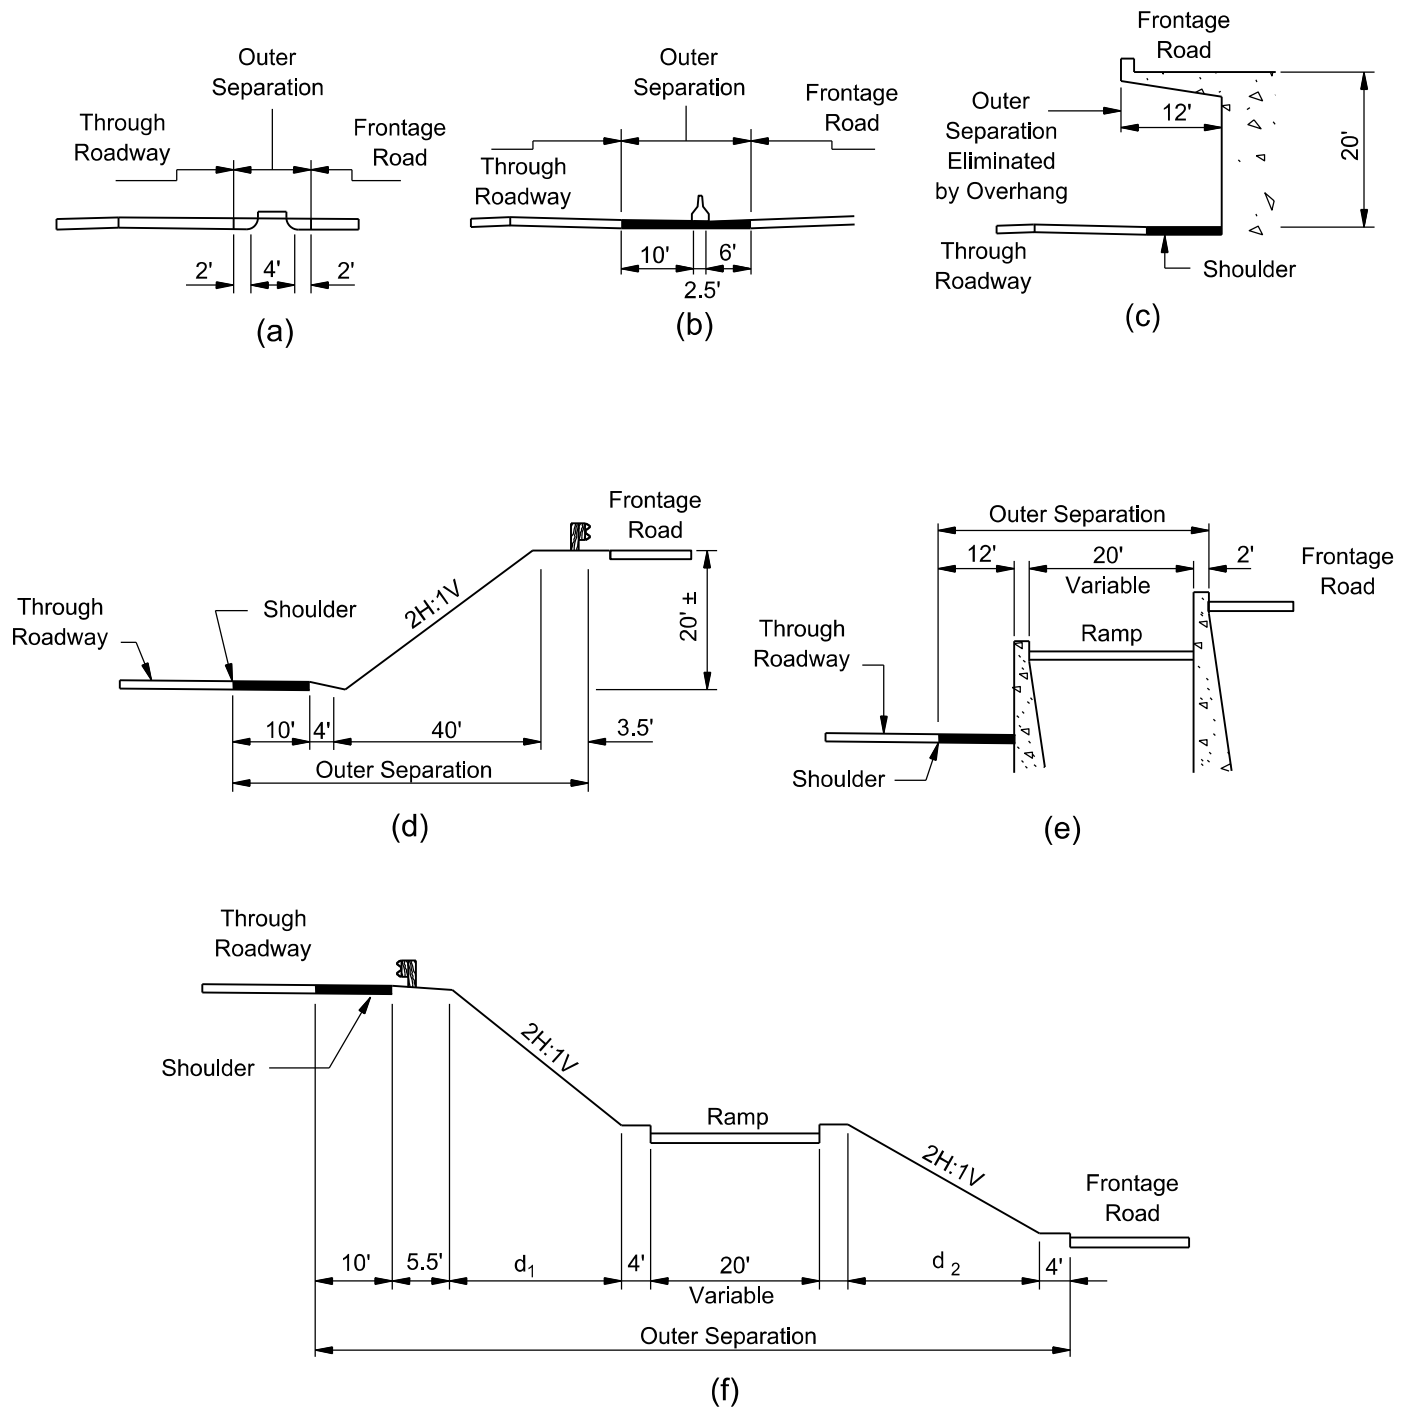 Outer
Separation
Through
Roadway
Frontage
Road
2'
4'
2'
(a)
Outer
Separation
Frontage
Road
Through
Roadway
10'
6'
2.5'
(b)
Frontage
Road
Outer
Separation
Eliminated
by Overhang
12'
20'
Through
Roadway
Shoulder
(c)
Frontage
Road
Through
Roadway
Shoulder
2H:1V
20' ±
10'
4'
40'
3.5'
Outer Separation
(d)
Outer Separation
12'
20'
2'
Variable
Frontage
Road
Ramp
Through
Roadway
Shoulder
(e)
Through
Roadway
Shoulder
2H:1V
Ramp
2H:1V
Frontage
Road
10'
5.5'
d1
4'
20'
d 2
4'
Variable
Outer Separation
(f)